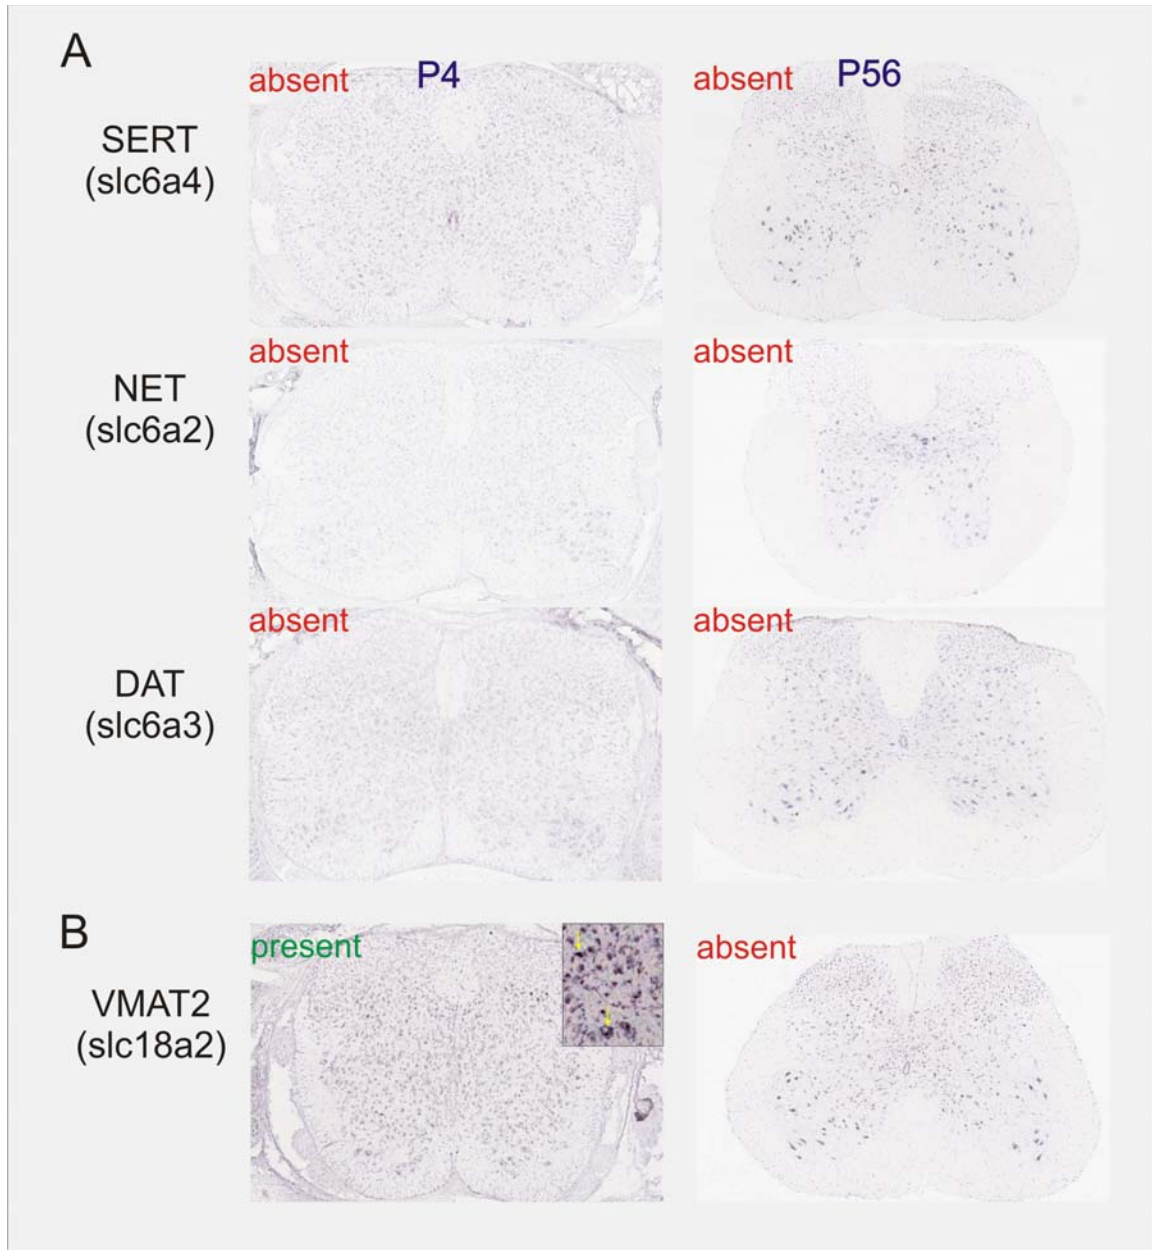 A
P4
P56
absent
absent
SERT
(slc6a4)
absent
absent
NET
(slc6a2)
absent
absent
DAT
(slc6a3)
B
present
absent
VMAT2
(slc18a2)